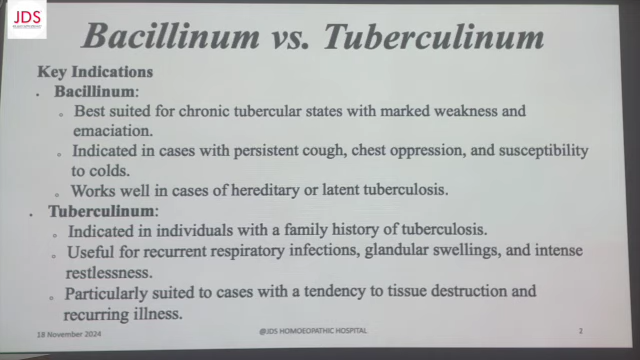 JDS
Bacillinum vs. Tuberculinum
Key Indications
• Bacillinum:
◦ Best suited for chronic tubercular states with marked weakness and
emaciation.
◦ Indicated in cases with persistent cough, chest oppression, and susceptibility
to colds.
◦ Works well in cases of hereditary or latent tuberculosis.
• Tuberculinum:
◦ Indicated in individuals with a family history of tuberculosis.
◦ Useful for recurrent respiratory infections, glandular swellings, and intense
restlessness.
◦ Particularly suited to cases with a tendency to tissue destruction and
recurring illness.
18 November 2024 @JDS HOMOEOPATHIC HOSPITAL 2